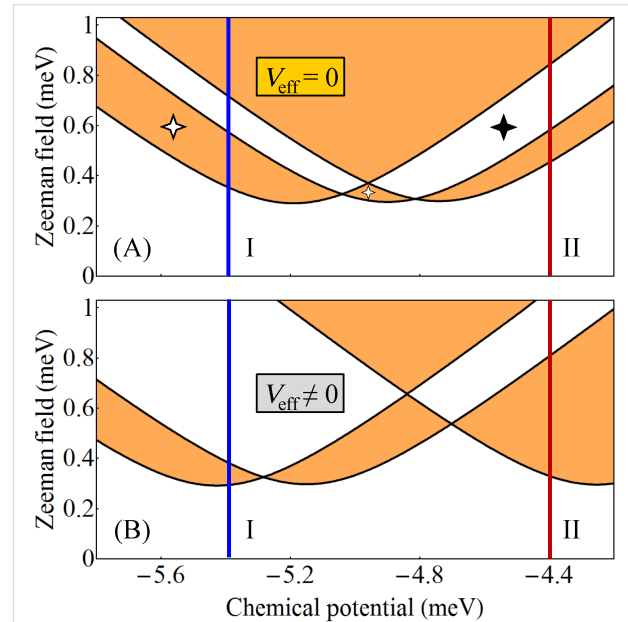 1
0.8
0.6
0.4
0.2
0
Zeeman field (meV)
V_eff = 0
(A)
I
II
1
0.8
0.6
0.4
0.2
0
Zeeman field (meV)
V_eff ≠ 0
(B)
I
II
−5.6 −5.2 −4.8 −4.4
Chemical potential (meV)